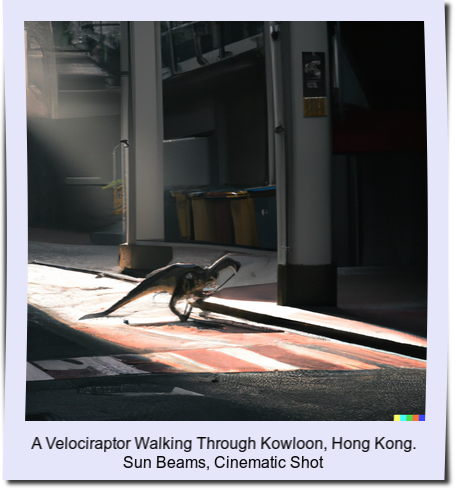 A Velociraptor Walking Through Kowloon, Hong Kong.
Sun Beams, Cinematic Shot